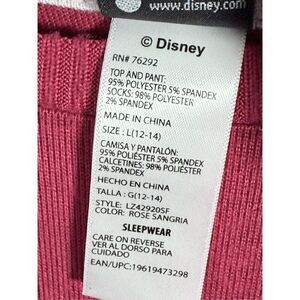 www.disney.com
© Disney
RN# 76292
TOP AND PANT:
95% POLYESTER 5% SPANDEX
SOCKS: 98% POLYESTER
2% SPANDEX
MADE IN CHINA
SIZE : L(12-14)
CAMISA Y PANTALÓN:
95% POLIÉSTER 5% SPANDEX
CALCETINES: 98% POLIÉSTER
2% SPANDEX
HECHO EN CHINA
TALLA : G(12-14)
STYLE: LZ42920SF
COLOR: ROSE SANGRIA
SLEEPWEAR
CARE ON REVERSE
VER AL DORSO PARA
CUIDADO
EAN/UPC:19619473298